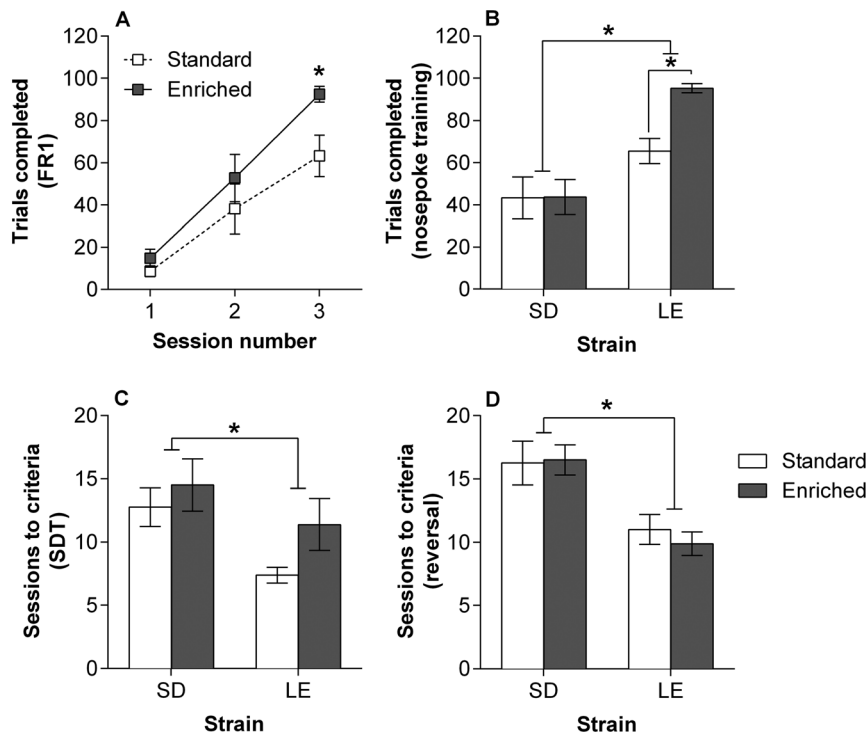 A
Trials completed
(FR1)
120
100
80
60
40
20
0
Standard
Enriched
*
1 2 3
Session number
B
Trials completed
(nosepoke training)
120
100
80
60
40
20
0
*
*
SD LE
Strain
C
Sessions to criteria
(SDT)
20
15
10
5
0
*
SD LE
Strain
D
Sessions to criteria
(reversal)
20
15
10
5
0
*
SD LE
Strain
Standard
Enriched